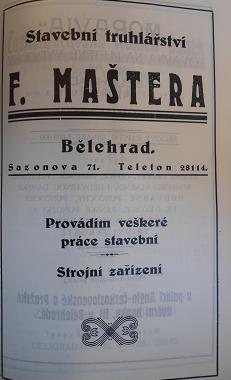 Stavební truhlářství
F. MAŠTERA
Bělehrad.
Sazonova 71. Telefon 28114.
Provádím veškeré
práce stavební
Strojní zařízení